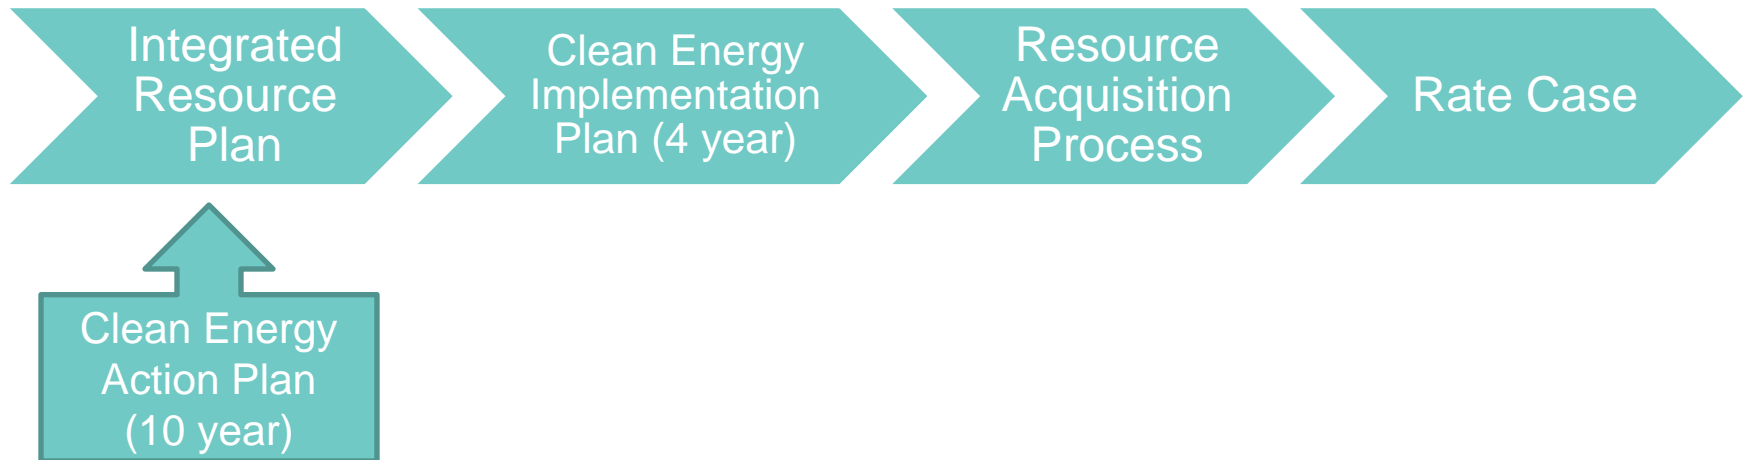 Integrated
Resource
Plan
Clean Energy
Implementation
Plan (4 year)
Resource
Acquisition
Process
Rate Case
Clean Energy
Action Plan
(10 year)